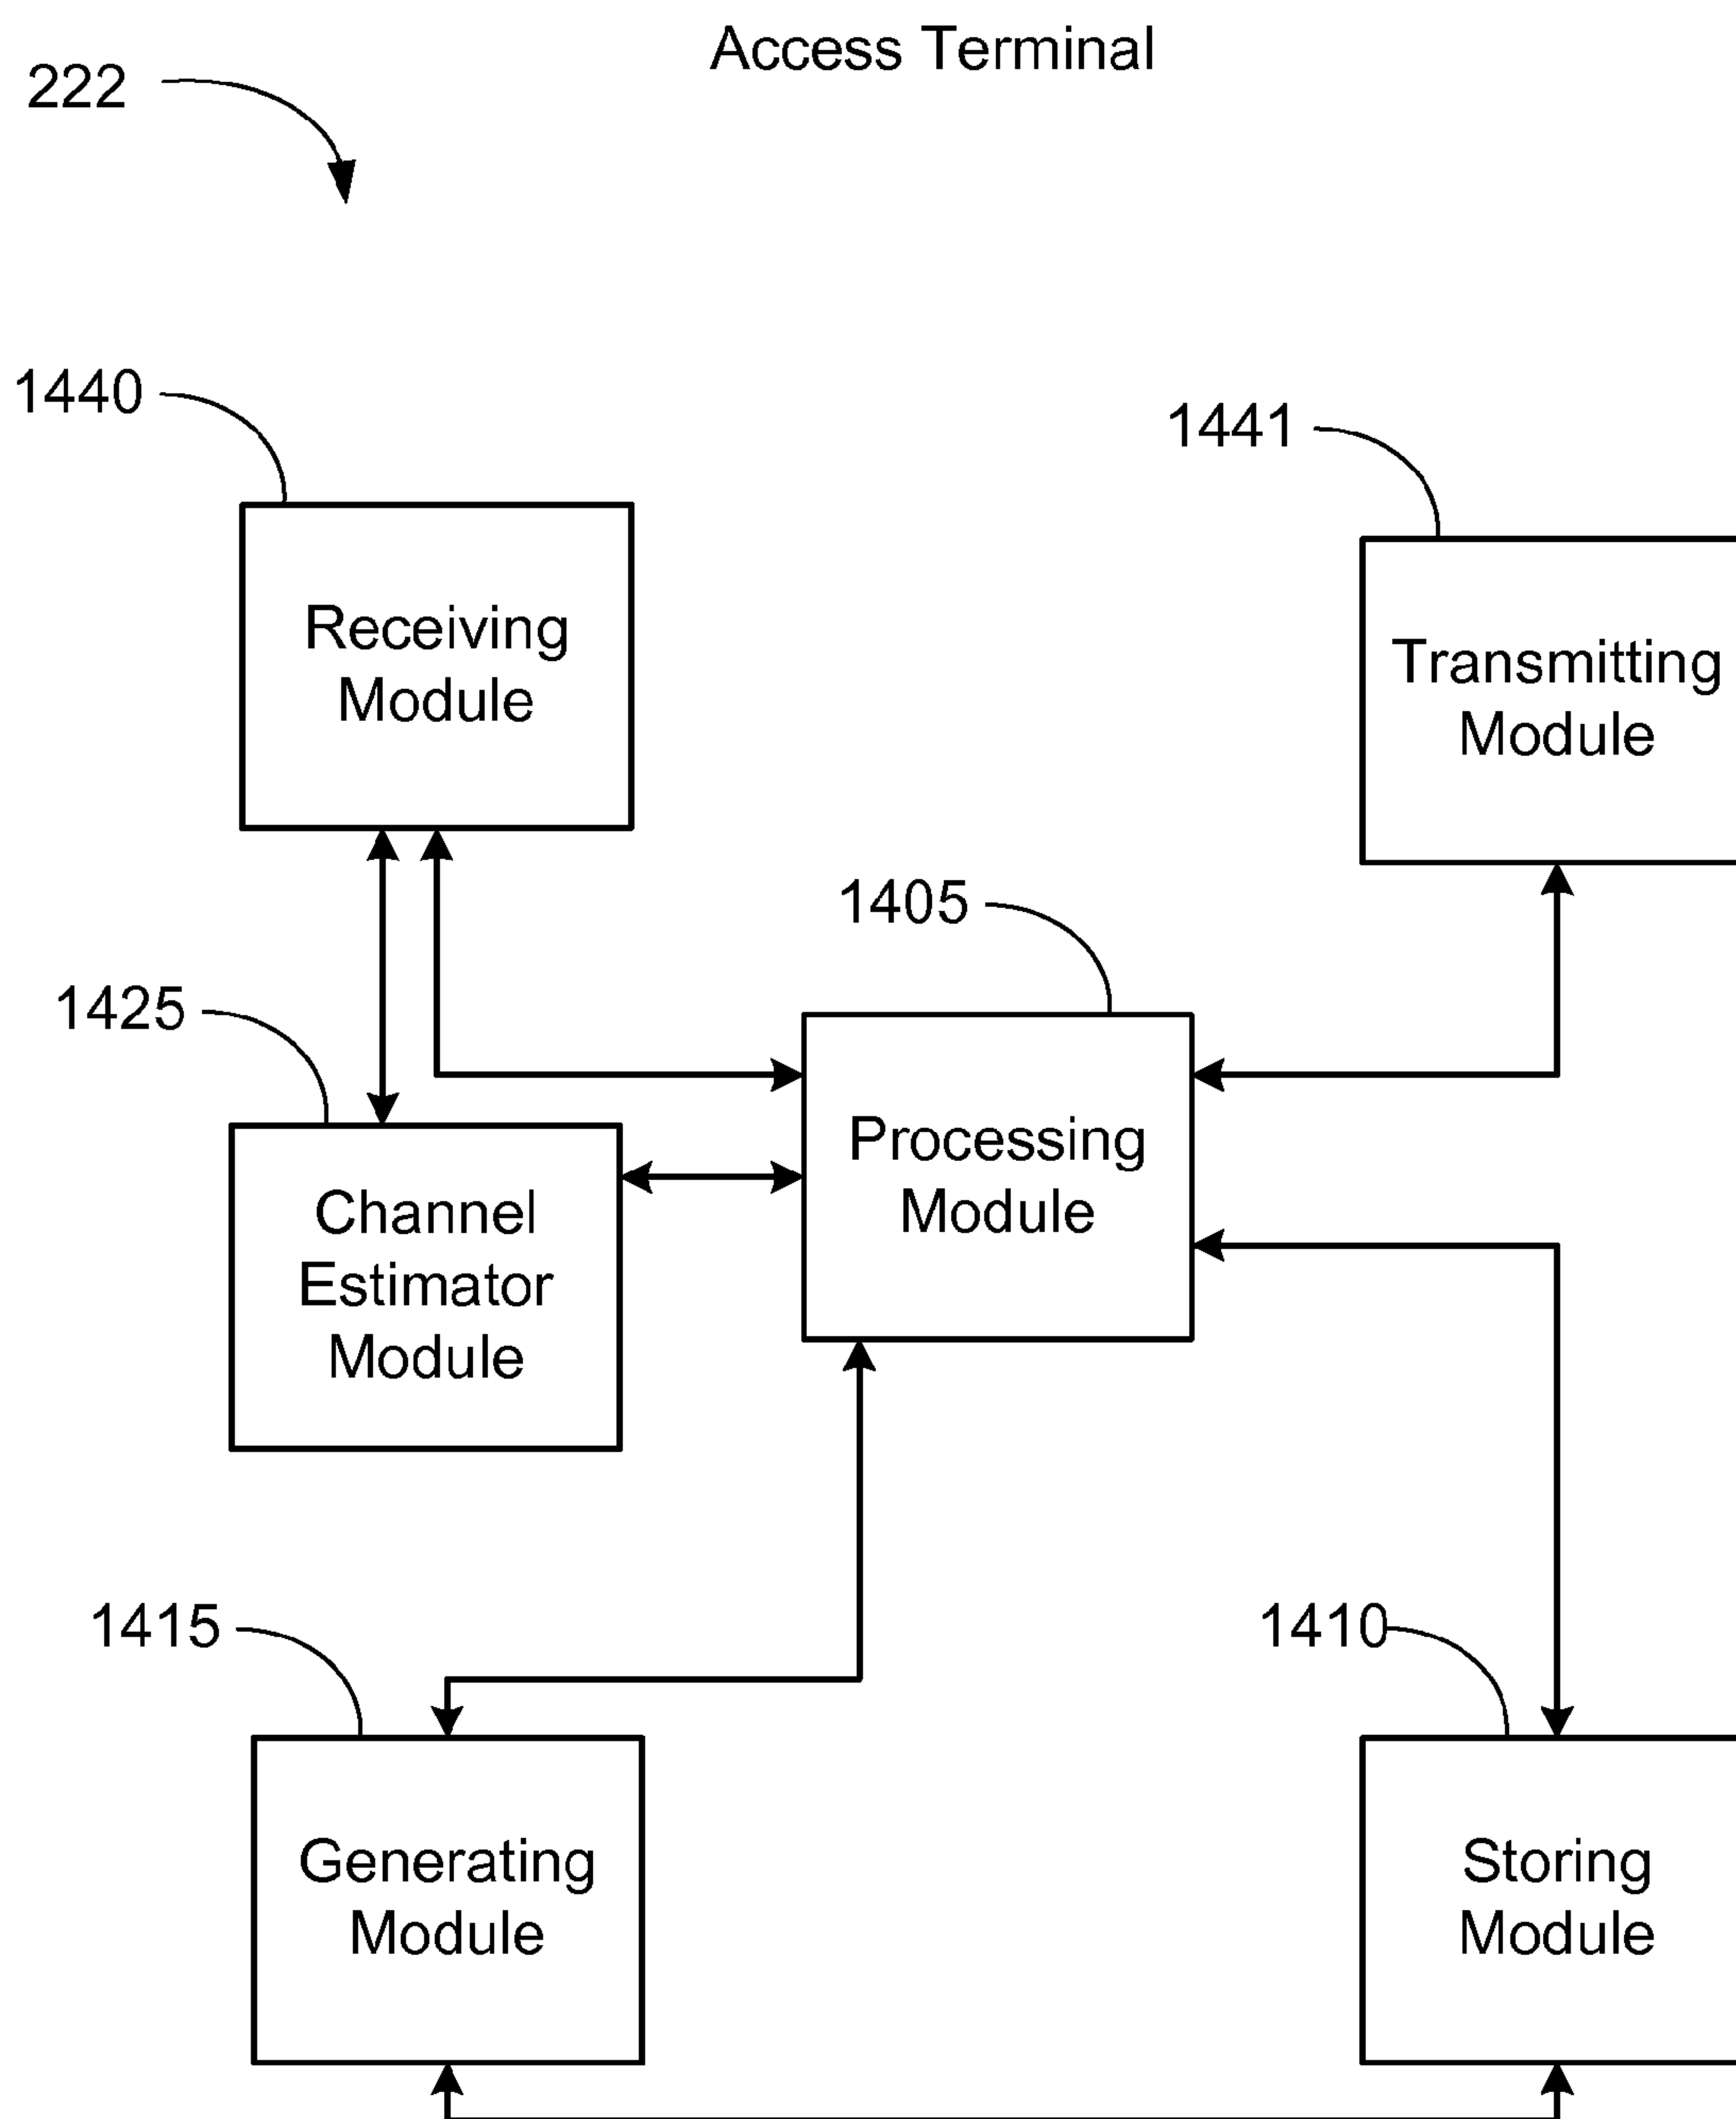 Access Terminal
222
1440
1441
Receiving
Module
Transmitting
Module
1405
1425
Processing
Module
Channel
Estimator
Module
1415
1410
Generating
Module
Storing
Module